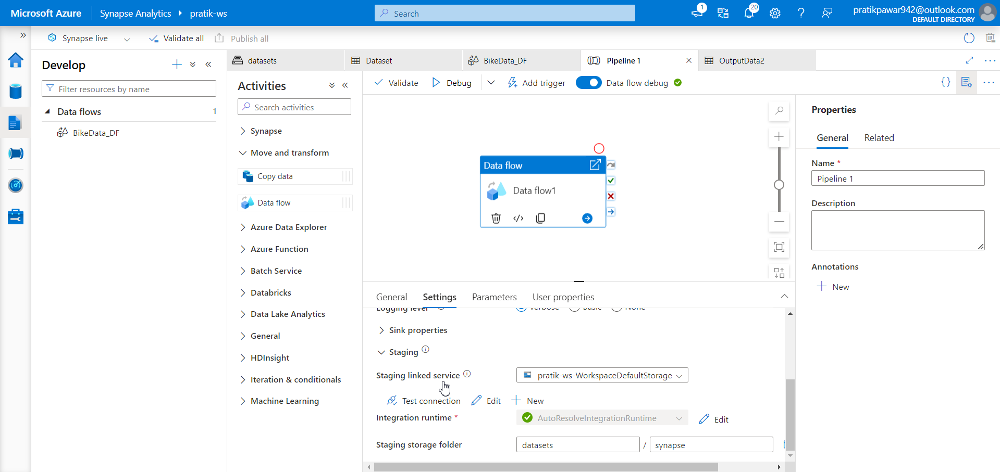 Microsoft Azure
Synapse Analytics
pratik-ws
Search
1
20
pratikpawar942@outlook.com
DEFAULT DIRECTORY
Synapse live
Validate all
Publish all
Develop
Filter resources by name
Data flows
1
BikeData_DF
datasets
Dataset
BikeData_DF
Pipeline 1
OutputData2
Activities
Search activities
Synapse
Move and transform
Copy data
Data flow
Azure Data Explorer
Azure Function
Batch Service
Databricks
Data Lake Analytics
General
HDInsight
Iteration & conditionals
Machine Learning
Validate
Debug
Add trigger
Data flow debug
Data flow
Data flow1
General
Settings
Parameters
User properties
Logging level
Verbose
Basic
None
Sink properties
Staging
Staging linked service
pratik-ws-WorkspaceDefaultStorage
Test connection
Edit
New
Integration runtime *
AutoResolveIntegrationRuntime
Edit
Staging storage folder
datasets
/
synapse
Properties
General
Related
Name *
Pipeline 1
Description
Annotations
New